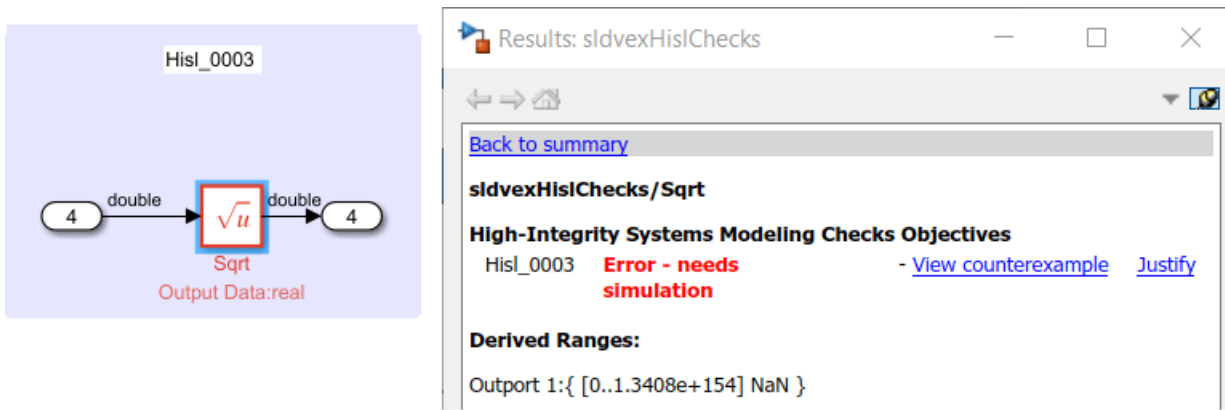 Hisl_0003
double
double
4
√u
4
Sqrt
Output Data:real
Results: sldvexHislChecks
Back to summary
sldvexHislChecks/Sqrt
High-Integrity Systems Modeling Checks Objectives
Hisl_0003 Error - needs simulation - View counterexample Justify
Derived Ranges:
Outport 1:{ [0..1.3408e+154] NaN }